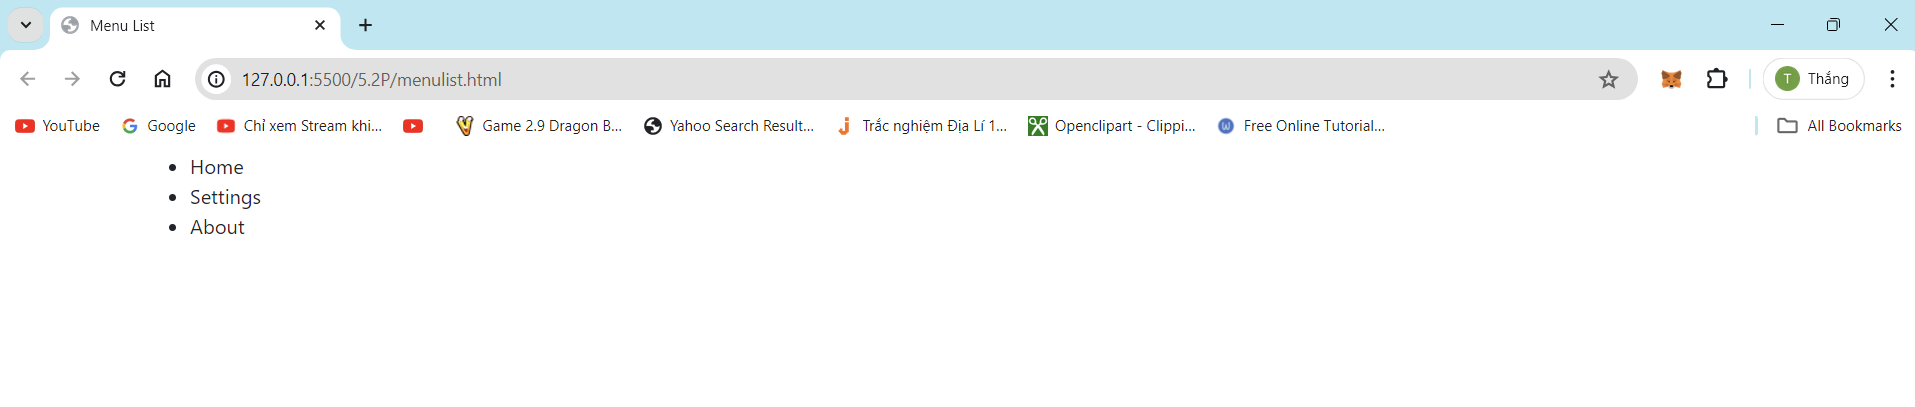 Menu List
127.0.0.1:5500/5.2P/menulist.html
T Thắng
YouTube Google Chỉ xem Stream khi... Game 2.9 Dragon B... Yahoo Search Result... Trắc nghiệm Địa Lí 1... Openclipart - Clippi... W Free Online Tutorial... All Bookmarks
• Home
• Settings
• About